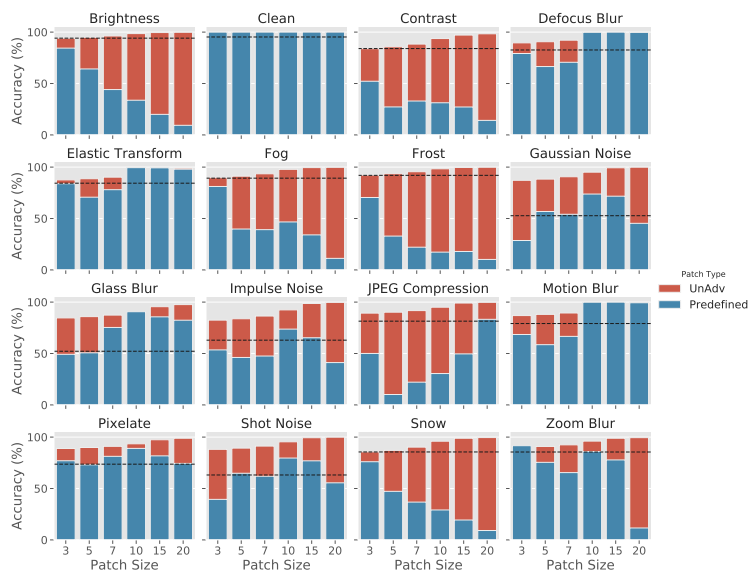 Brightness Clean Contrast Defocus Blur
100
50
0
Accuracy (%)
Elastic Transform Fog Frost Gaussian Noise
100
50
0
Accuracy (%)
Patch Type
UnAdv
Predefined
Glass Blur Impulse Noise JPEG Compression Motion Blur
100
50
0
Accuracy (%)
Pixelate Shot Noise Snow Zoom Blur
100
50
0
Accuracy (%)
3 5 7 10 15 20 3 5 7 10 15 20 3 5 7 10 15 20 3 5 7 10 15 20
Patch Size Patch Size Patch Size Patch Size